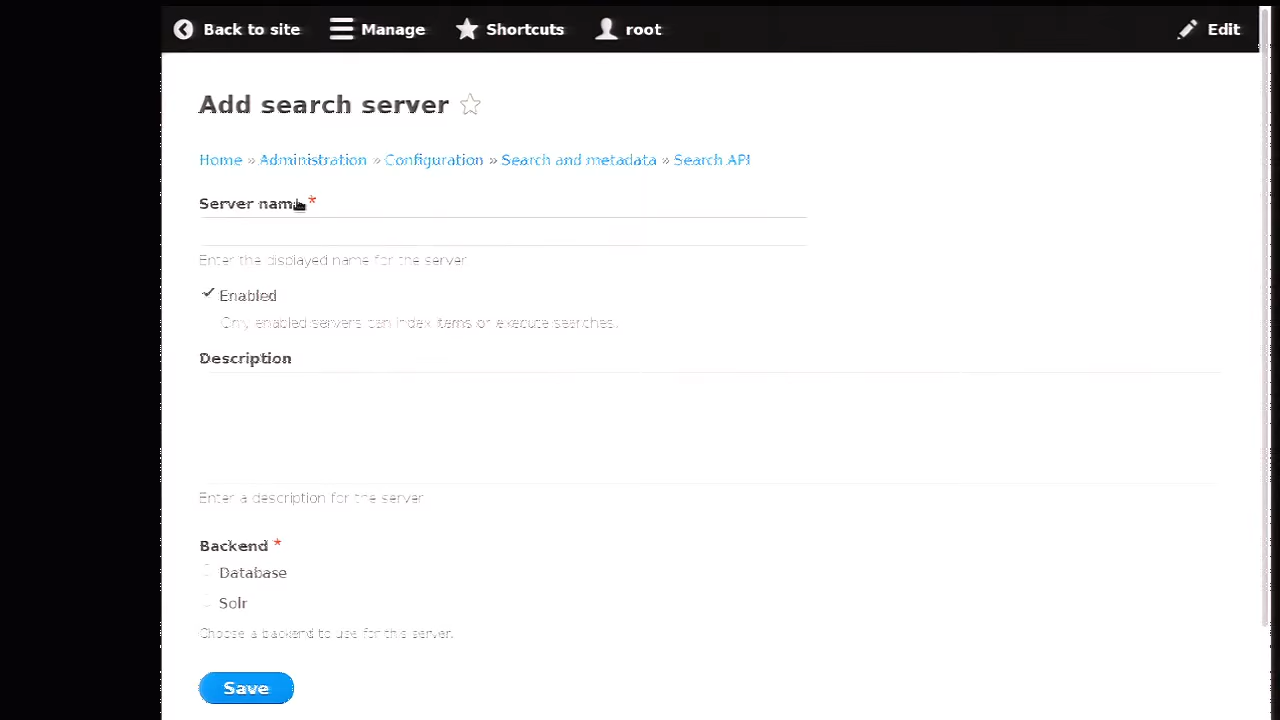 Back to site Manage Shortcuts root Edit
Add search server
Home » Administration » Configuration » Search and metadata » Search API
Server name *
Enter the displayed name for the server
Enabled
Only enabled servers can index items or execute searches.
Description
Enter a description for the server
Backend *
Database
Solr
Choose a backend to use for this server.
Save